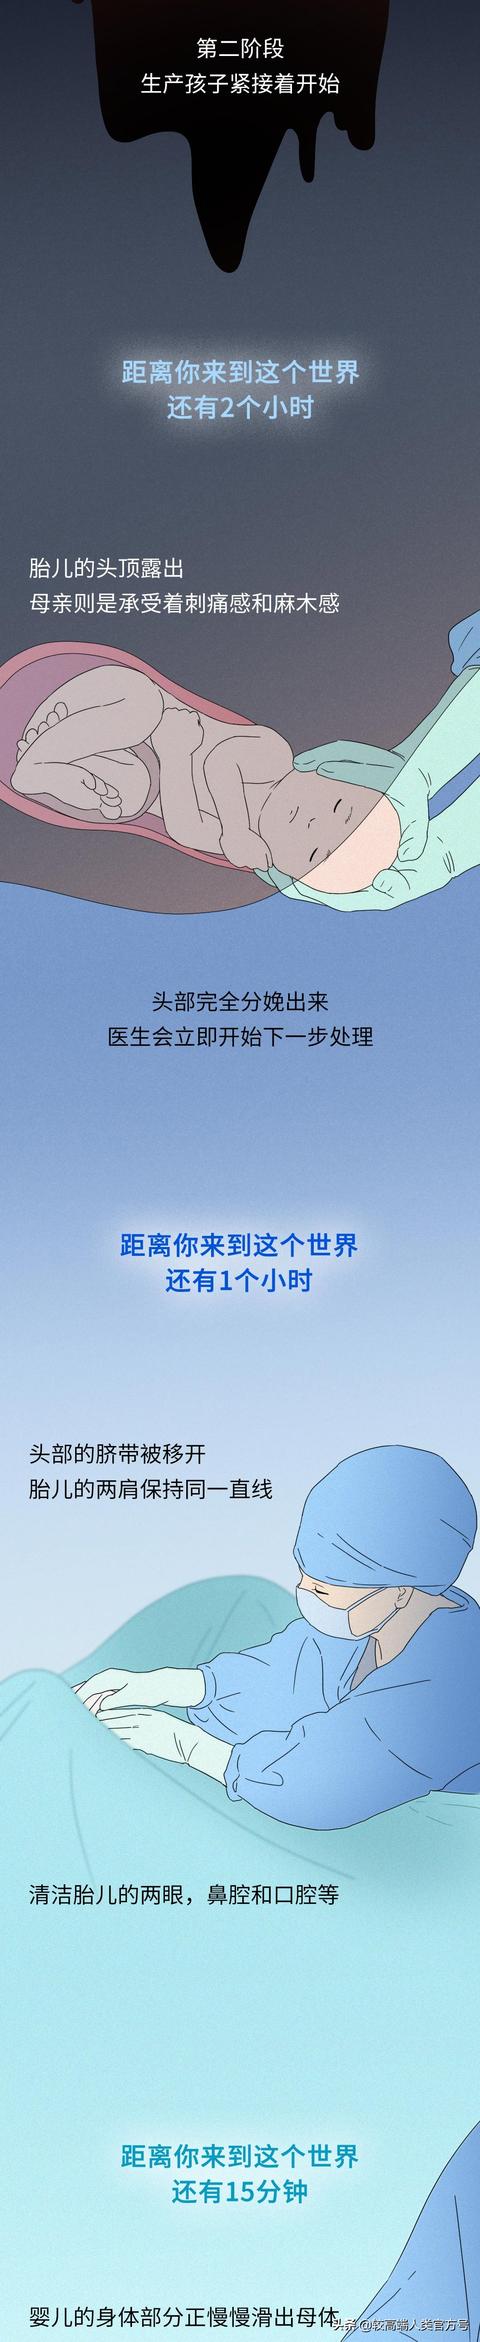 第二阶段
生产孩子紧接着开始
距离你来到这个世界
还有2个小时
胎儿的头顶露出
母亲则是承受着刺痛感和麻木感
头部完全分娩出来
医生会立即开始下一步处理
距离你来到这个世界
还有1个小时
头部的脐带被移开
胎儿的两肩保持同一直线
清洁胎儿的两眼，鼻腔和口腔等
距离你来到这个世界
还有15分钟
婴儿的身体部分正慢慢滑出母体
头条 @较高端人类官方号